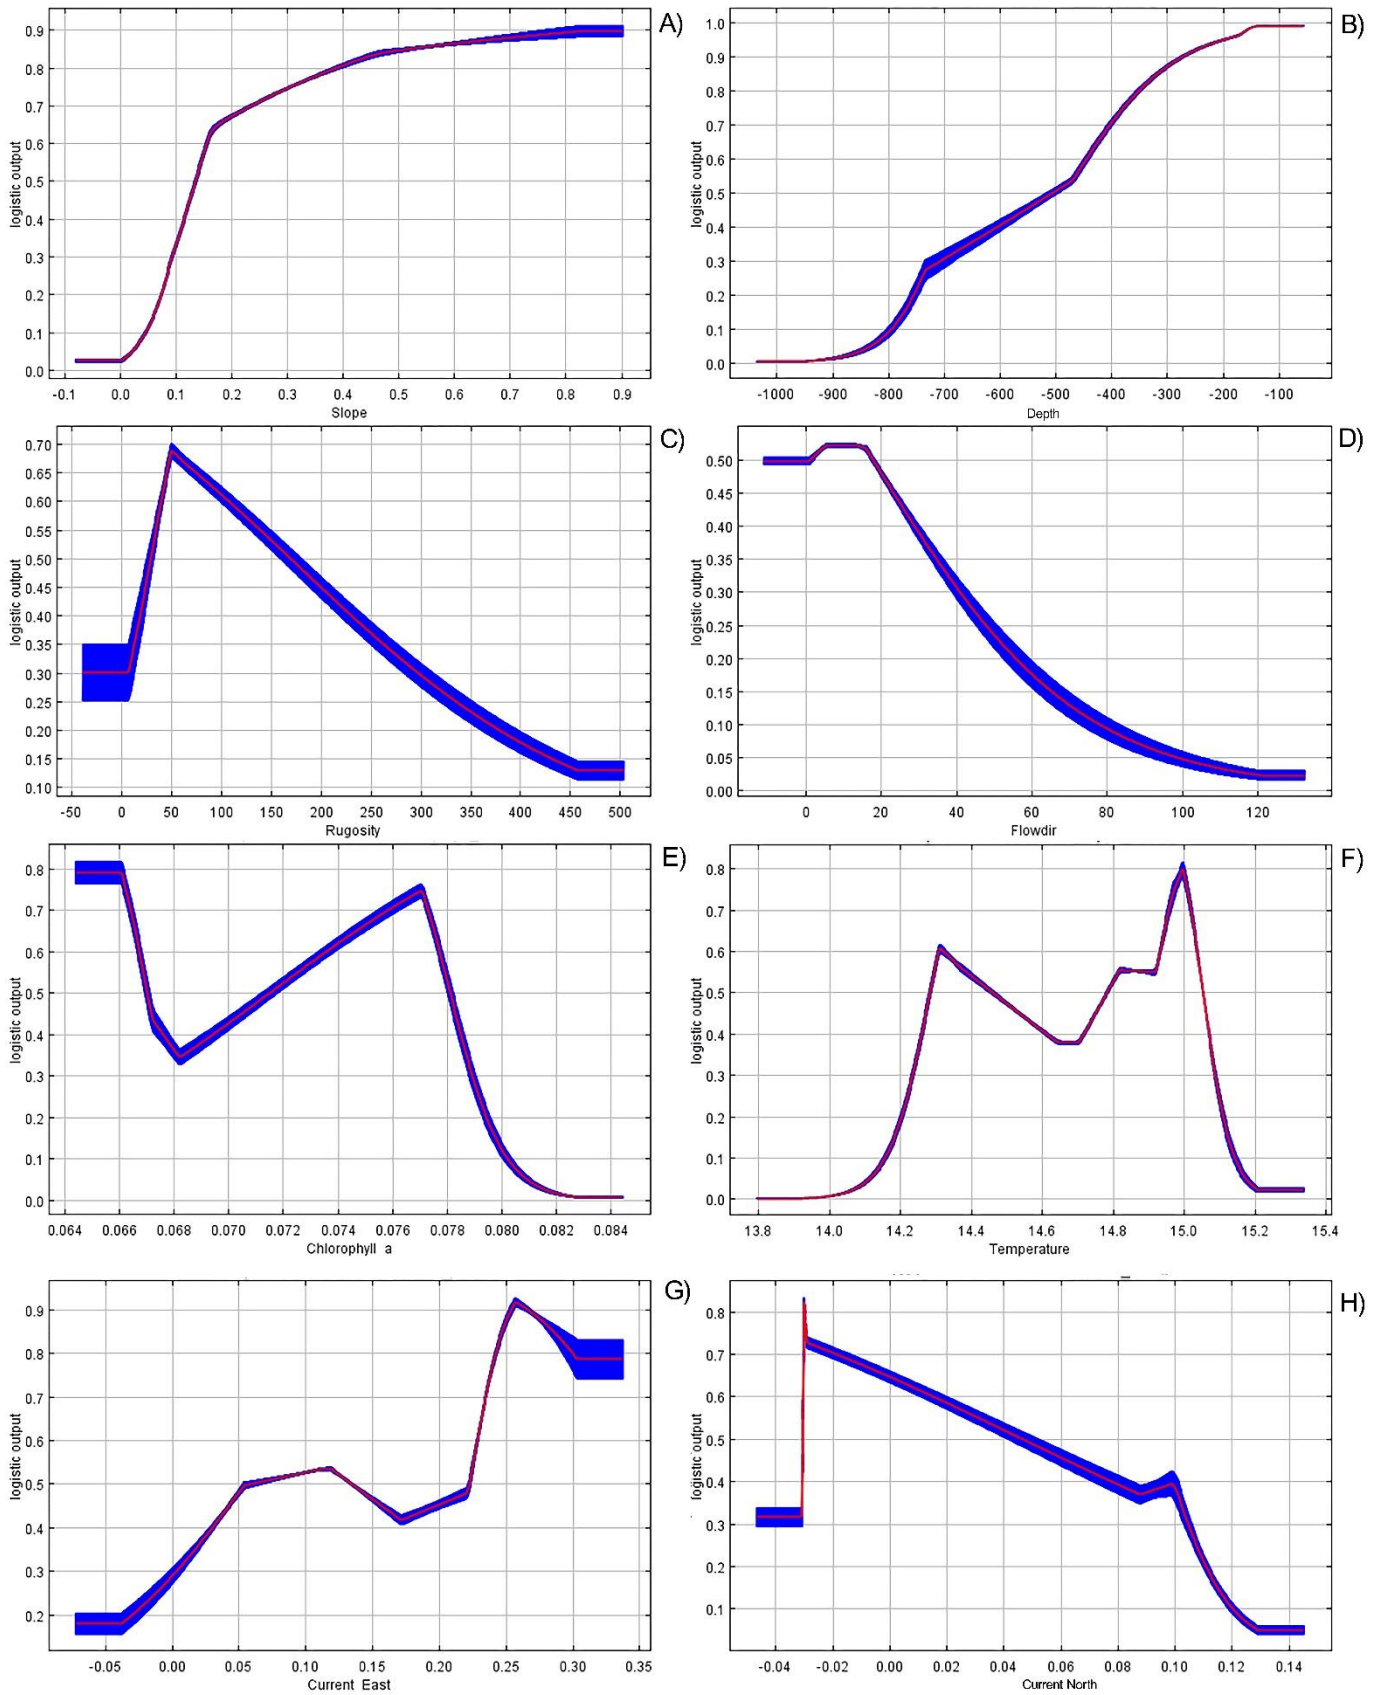 A)
logistic output
0.9
0.8
0.7
0.6
0.5
0.4
0.3
0.2
0.1
0.0
-0.1 0.0 0.1 0.2 0.3 0.4 0.5 0.6 0.7 0.8 0.9
Slope
B)
logistic output
1.0
0.9
0.8
0.7
0.6
0.5
0.4
0.3
0.2
0.1
0.0
-1000 -900 -800 -700 -600 -500 -400 -300 -200 -100
Depth
C)
logistic output
0.70
0.65
0.60
0.55
0.50
0.45
0.40
0.35
0.30
0.25
0.20
0.15
0.10
-50 0 50 100 150 200 250 300 350 400 450 500
Rugosity
D)
logistic output
0.50
0.45
0.40
0.35
0.30
0.25
0.20
0.15
0.10
0.05
0.00
0 20 40 60 80 100 120
Flowdir
E)
logistic output
0.8
0.7
0.6
0.5
0.4
0.3
0.2
0.1
0.0
0.064 0.066 0.068 0.070 0.072 0.074 0.076 0.078 0.080 0.082 0.084
Chlorophyll a
F)
logistic output
0.8
0.7
0.6
0.5
0.4
0.3
0.2
0.1
0.0
13.8 14.0 14.2 14.4 14.6 14.8 15.0 15.2 15.4
Temperature
G)
logistic output
0.9
0.8
0.7
0.6
0.5
0.4
0.3
0.2
-0.05 0.00 0.05 0.10 0.15 0.20 0.25 0.30 0.35
Current East
H)
logistic output
0.8
0.7
0.6
0.5
0.4
0.3
0.2
0.1
-0.04 -0.02 0.00 0.02 0.04 0.06 0.08 0.10 0.12 0.14
Current North